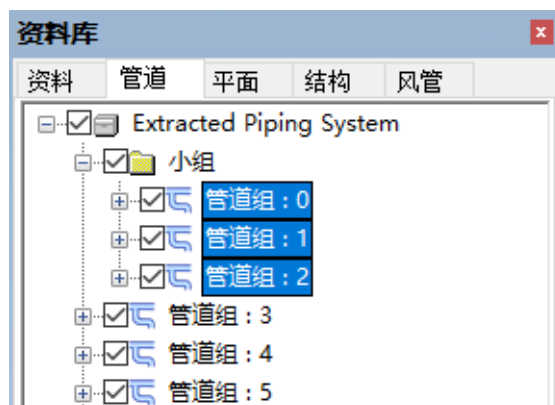 资料库
资料 管道 平面 结构 风管
Extracted Piping System
小组
管道组 : 0
管道组 : 1
管道组 : 2
管道组 : 3
管道组 : 4
管道组 : 5